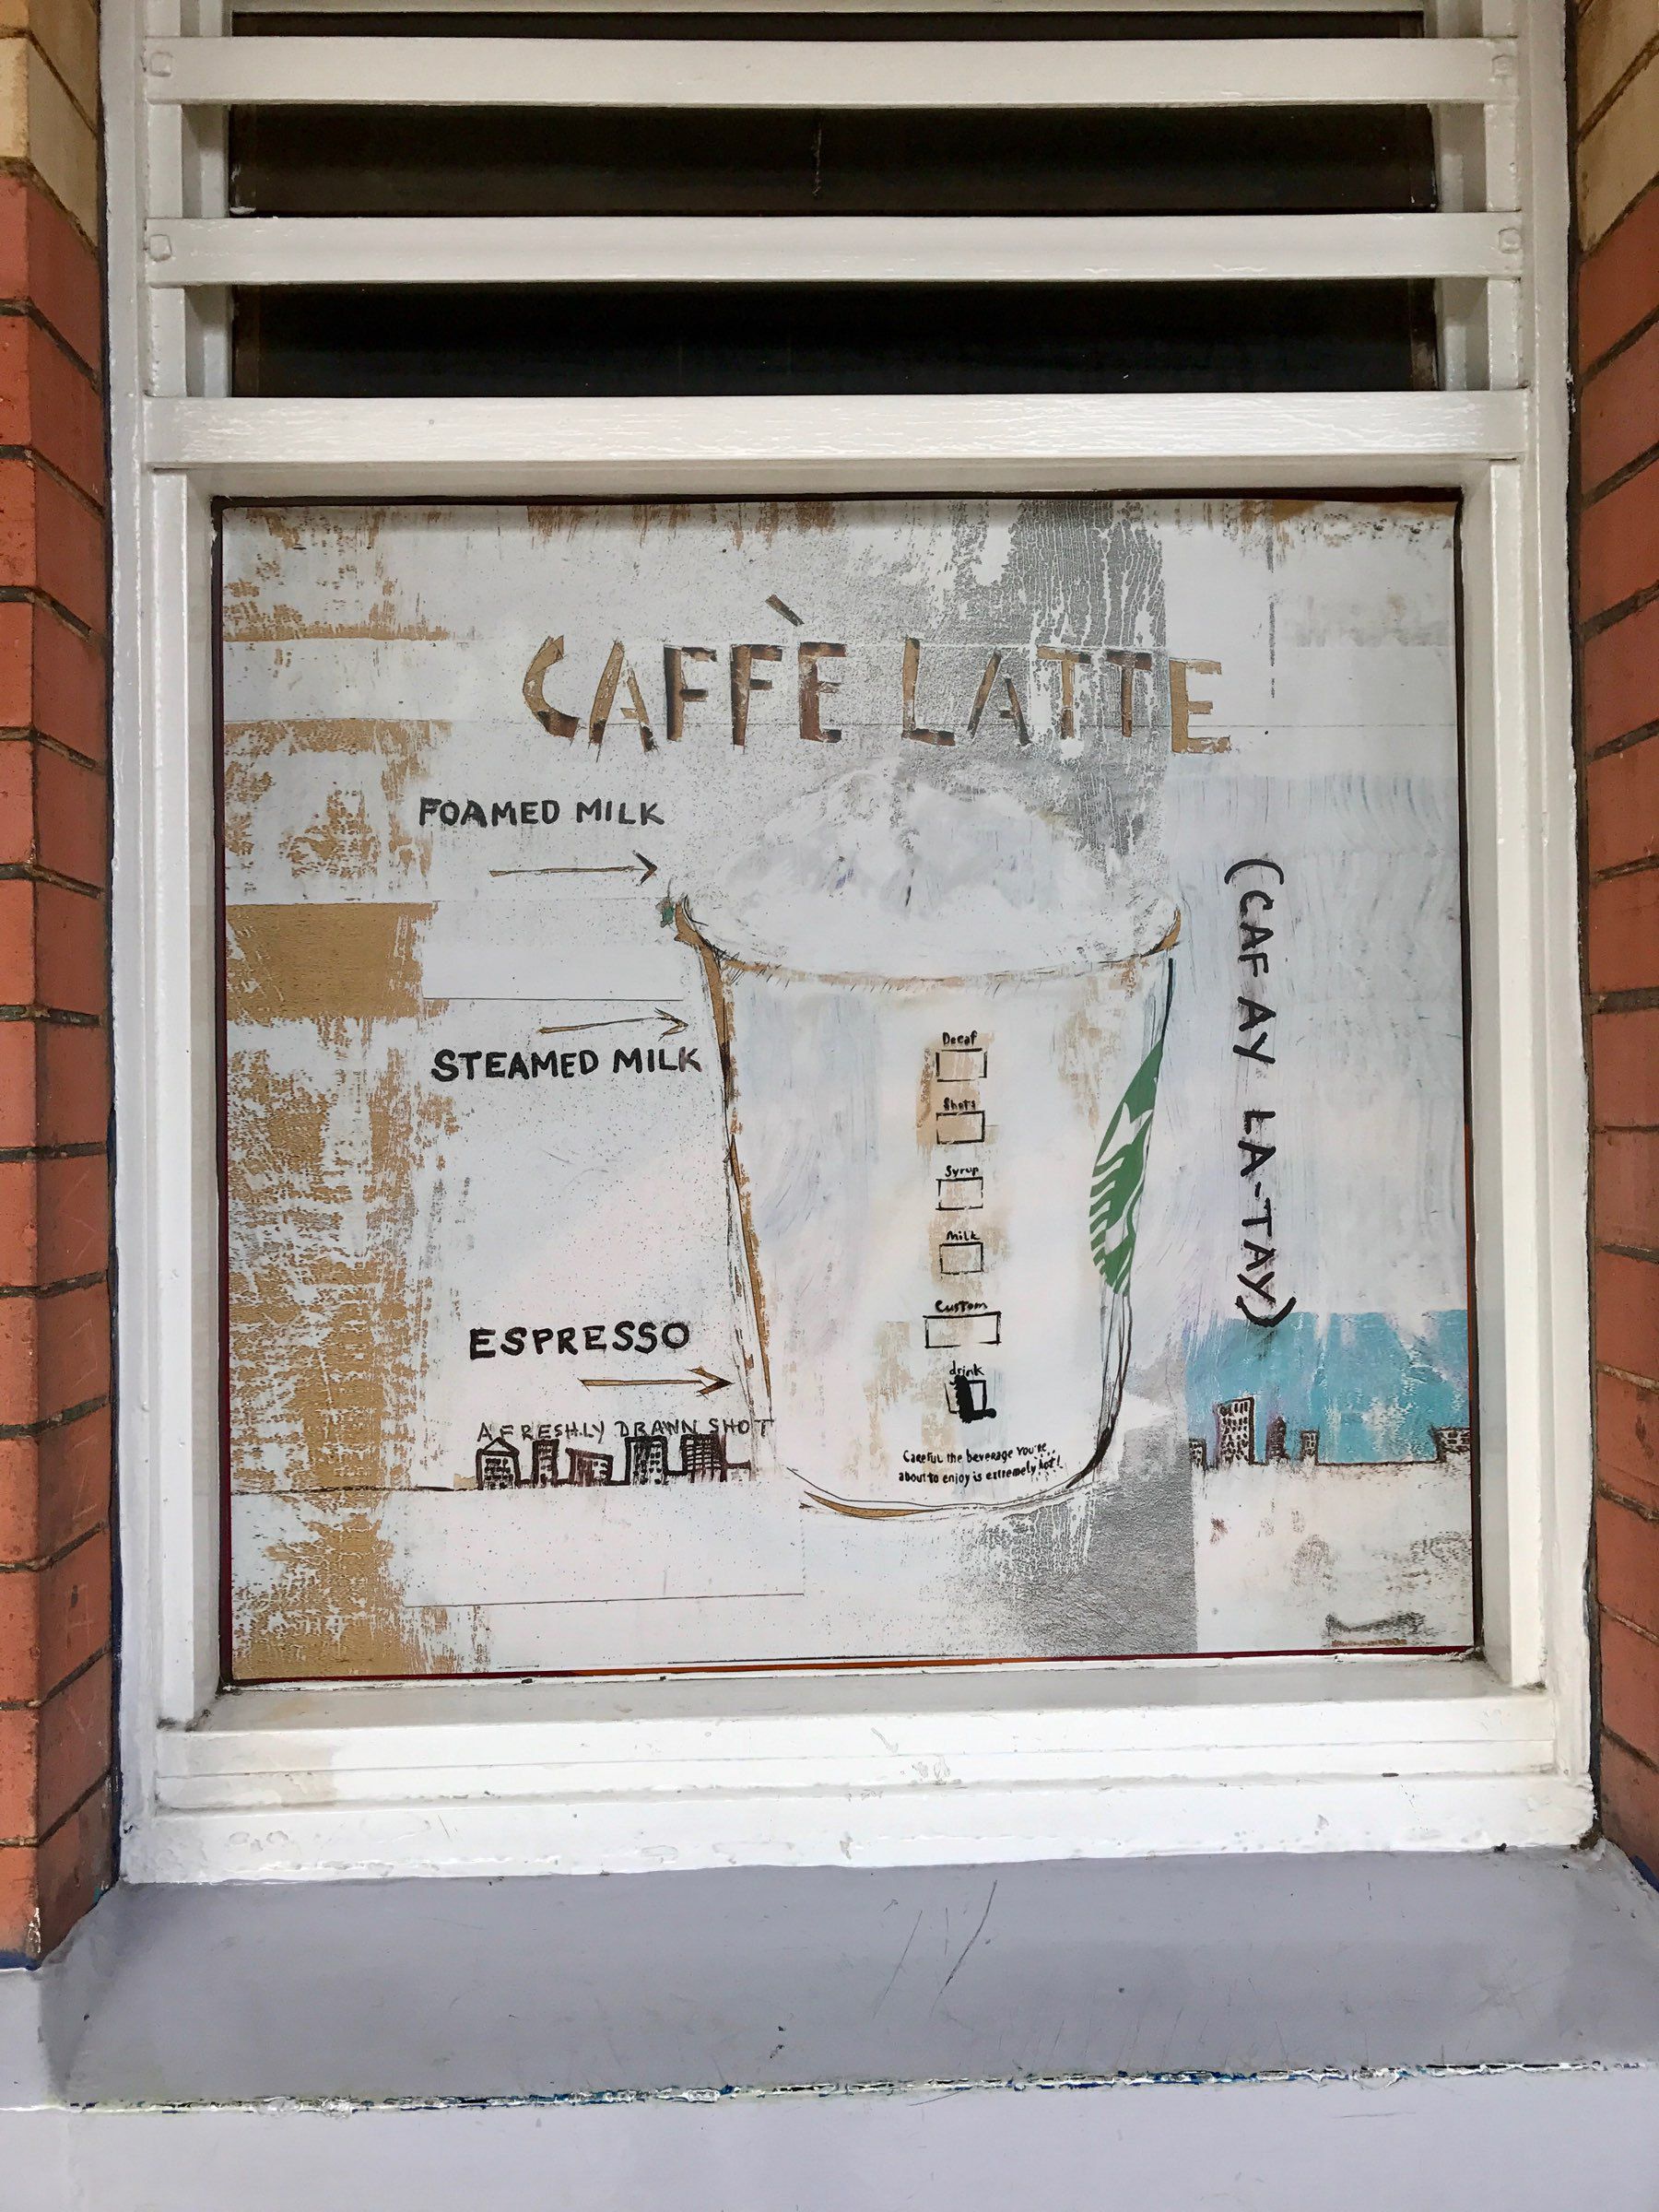 CAFFÈ LATTE
FOAMED MILK
STEAMED MILK
ESPRESSO
A FRESHLY DRAWN SHOT
Decaf
Shots
Syrup
Milk
Custom
drink
Careful the beverage you're
about to enjoy is extremely hot!
(CAF AY LA-TAY)